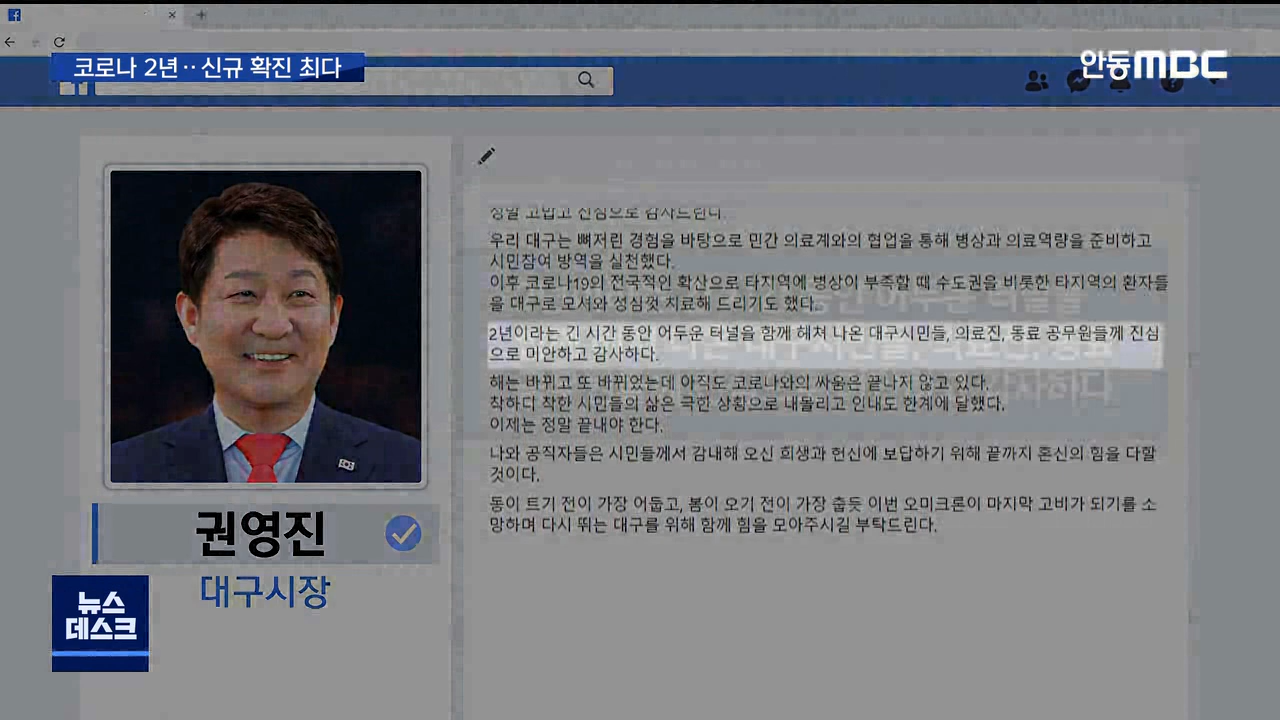 코로나 2년‥신규 확진 최다
안동MBC
정말 고맙고 진심으로 감사드린다.
우리 대구는 뼈저린 경험을 바탕으로 민간 의료계와의 협업을 통해 병상과 의료역량을 준비하고
시민참여 방역을 실천했다.
이후 코로나19의 전국적인 확산으로 타지역에 병상이 부족할 때 수도권을 비롯한 타지역의 환자들
을 대구로 모셔와 성심껏 치료해 드리기도 했다.
2년이라는 긴 시간 동안 어두운 터널을 함께 헤쳐 나온 대구시민들, 의료진, 동료 공무원들께 진심
으로 미안하고 감사하다.
해는 바뀌고 또 바뀌었는데 아직도 코로나와의 싸움은 끝나지 않고 있다.
착하디 착한 시민들의 삶은 극한 상황으로 내몰리고 인내도 한계에 달했다.
이제는 정말 끝내야 한다.
나와 공직자들은 시민들께서 감내해 오신 희생과 헌신에 보답하기 위해 끝까지 혼신의 힘을 다할
것이다.
동이 트기 전이 가장 어둡고, 봄이 오기 전이 가장 춥듯 이번 오미크론이 마지막 고비가 되기를 소
망하며 다시 뛰는 대구를 위해 함께 힘을 모아주시길 부탁드린다.
권영진
대구시장
뉴스
데스크